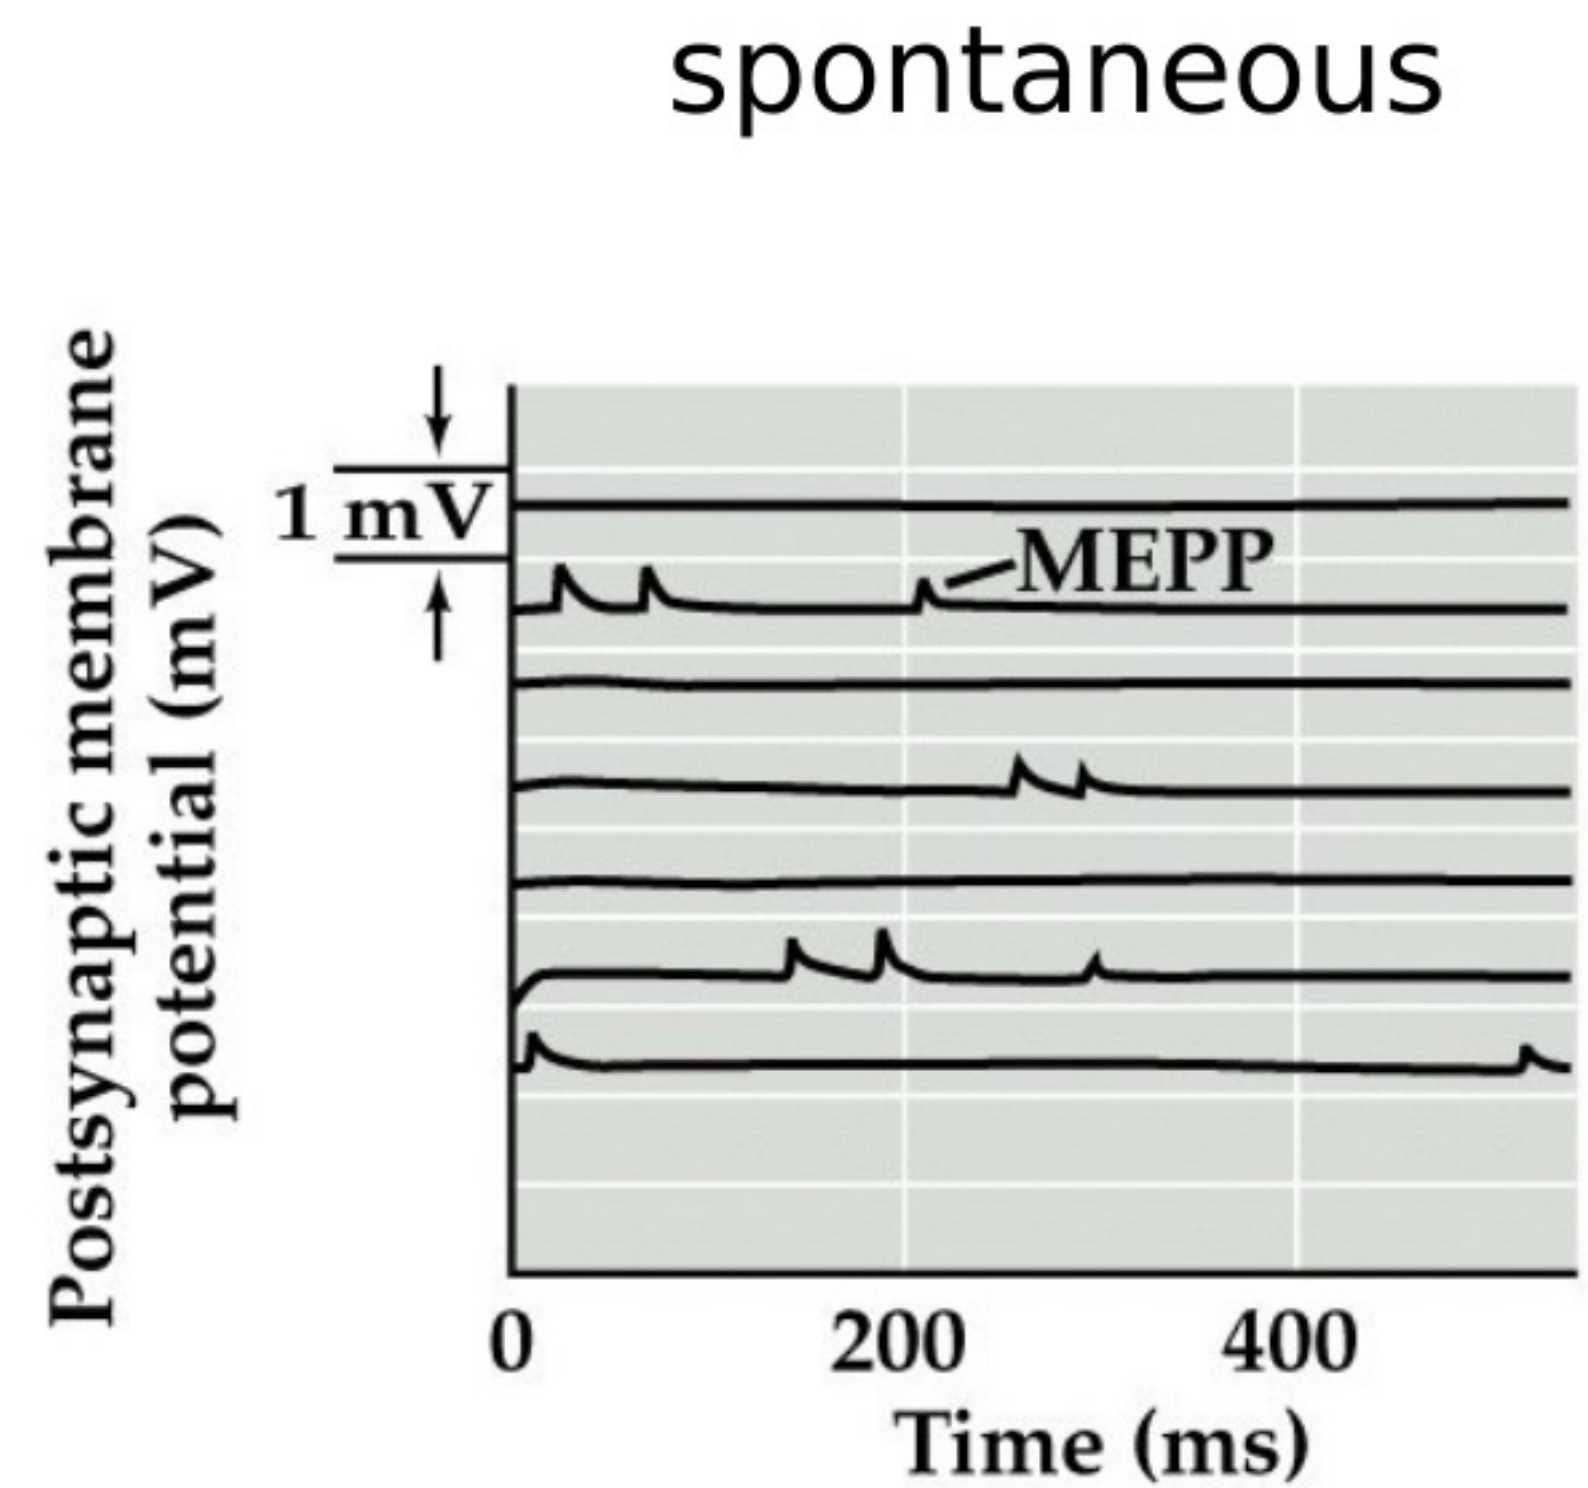 spontaneous
Postsynaptic membrane
potential (mV)
1 mV
MEPP
0 200 400
Time (ms)